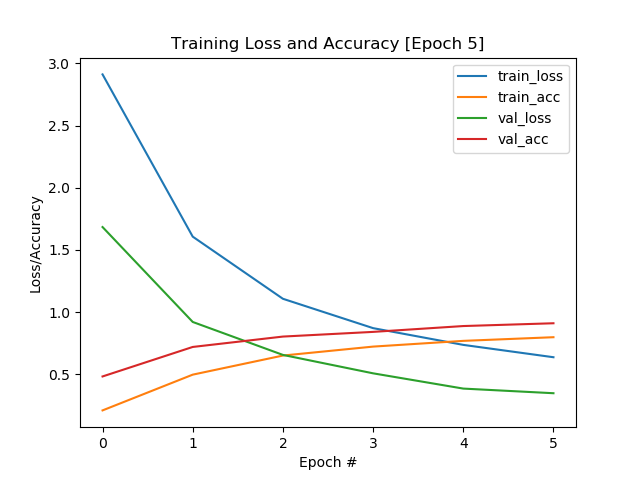 Training Loss and Accuracy [Epoch 5]
train_loss
train_acc
val_loss
val_acc
Loss/Accuracy
3.0
2.5
2.0
1.5
1.0
0.5
0 1 2 3 4 5
Epoch #